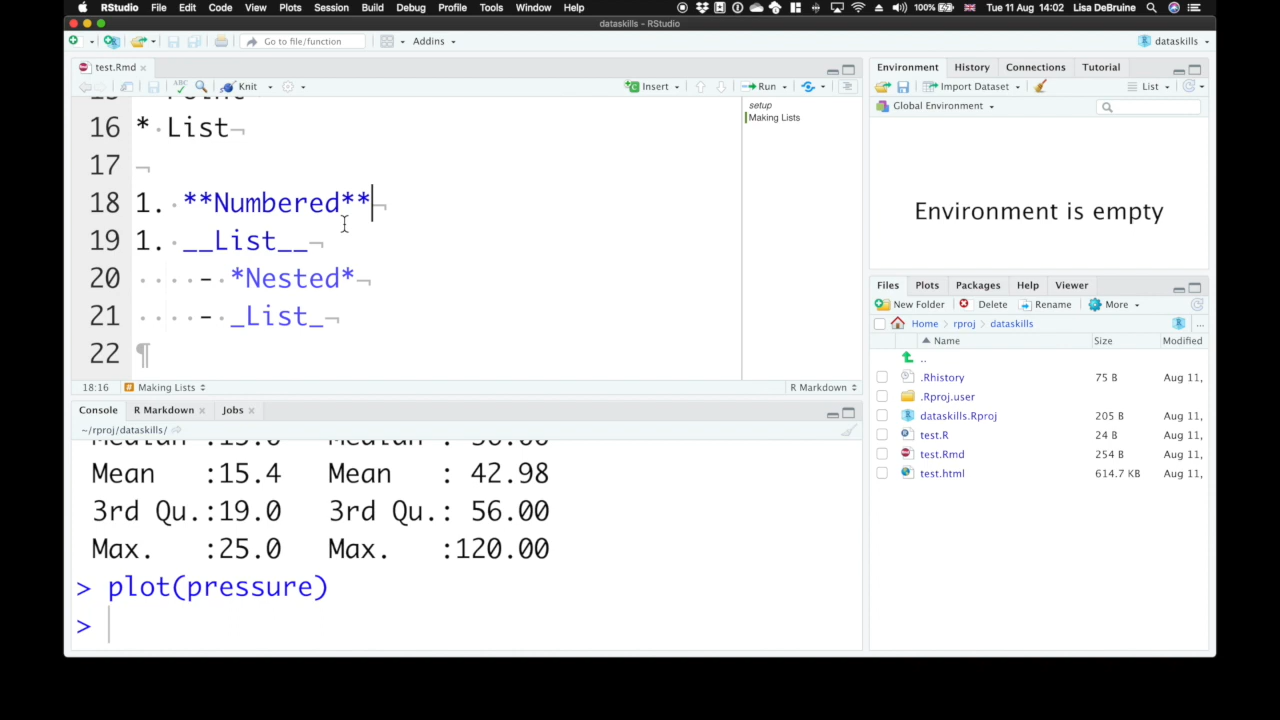 RStudio File Edit Code View Plots Session Build Debug Profile Tools Window Help 100% Tue 11 Aug 14:02 Lisa DeBruine
dataskills - RStudio
Go to file/function Addins dataskills
test.Rmd
Knit Insert Run
16 * List¬
17 ¬
18 1. **Numbered**¬
19 1. __List__¬
20 - *Nested*¬
21 - _List_¬
22 ¶
setup
Making Lists
18:16 # Making Lists R Markdown
Console R Markdown Jobs
~/rproj/dataskills/
Mean :15.4 Mean : 42.98
3rd Qu.:19.0 3rd Qu.: 56.00
Max. :25.0 Max. :120.00
> plot(pressure)
>
Environment History Connections Tutorial
Import Dataset List
Global Environment
Environment is empty
Files Plots Packages Help Viewer
New Folder Delete Rename More
Home rproj dataskills
Name Size Modified
..
.Rhistory 75 B Aug 11,
.Rproj.user
dataskills.Rproj 205 B Aug 11,
test.R 24 B Aug 11,
test.Rmd 254 B Aug 11,
test.html 614.7 KB Aug 11,